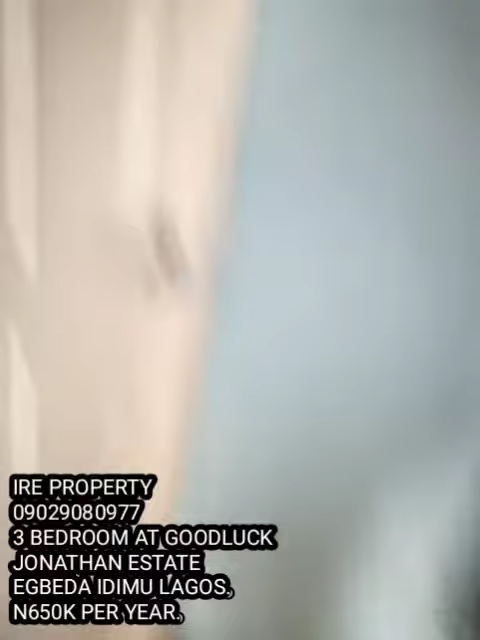 IRE PROPERTY
09029080977
3 BEDROOM AT GOODLUCK
JONATHAN ESTATE
EGBEDA IDIMU LAGOS,
N650K PER YEAR.